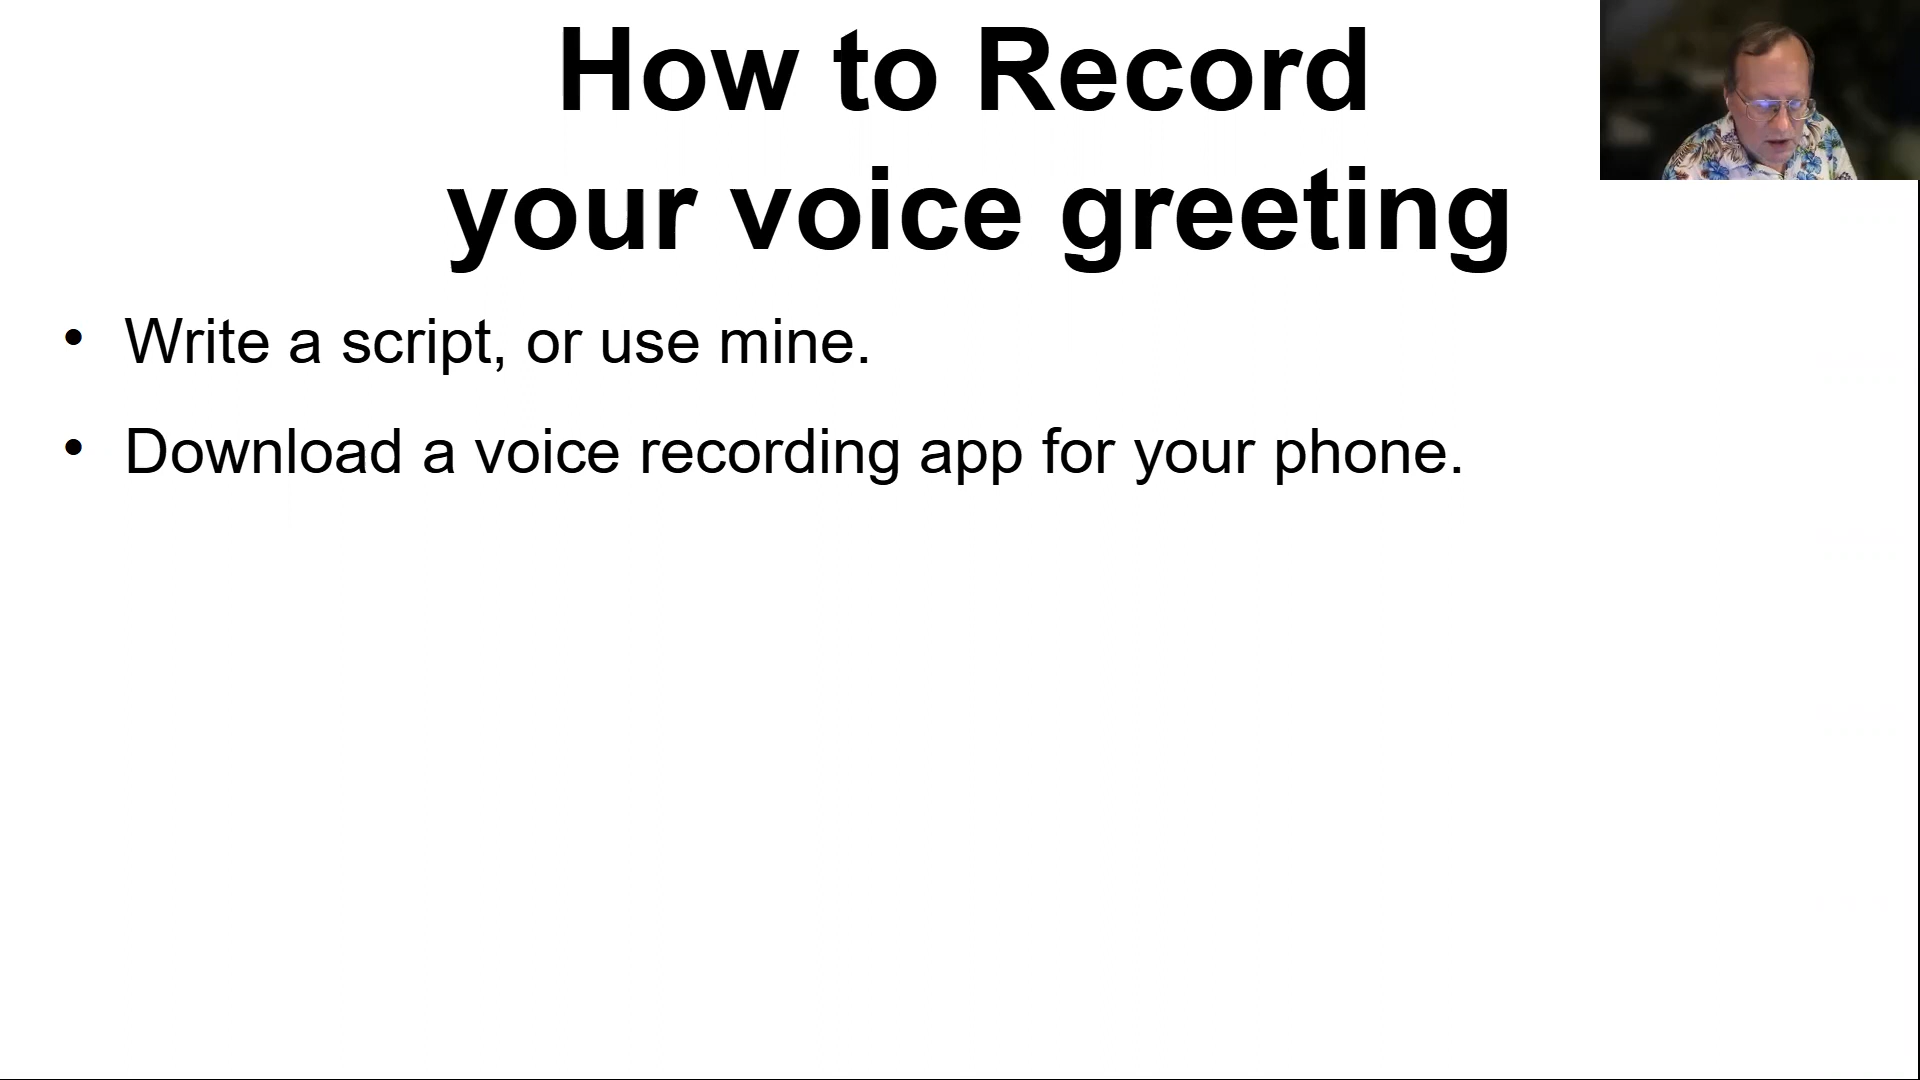 How to Record
your voice greeting
• Write a script, or use mine.
• Download a voice recording app for your phone.